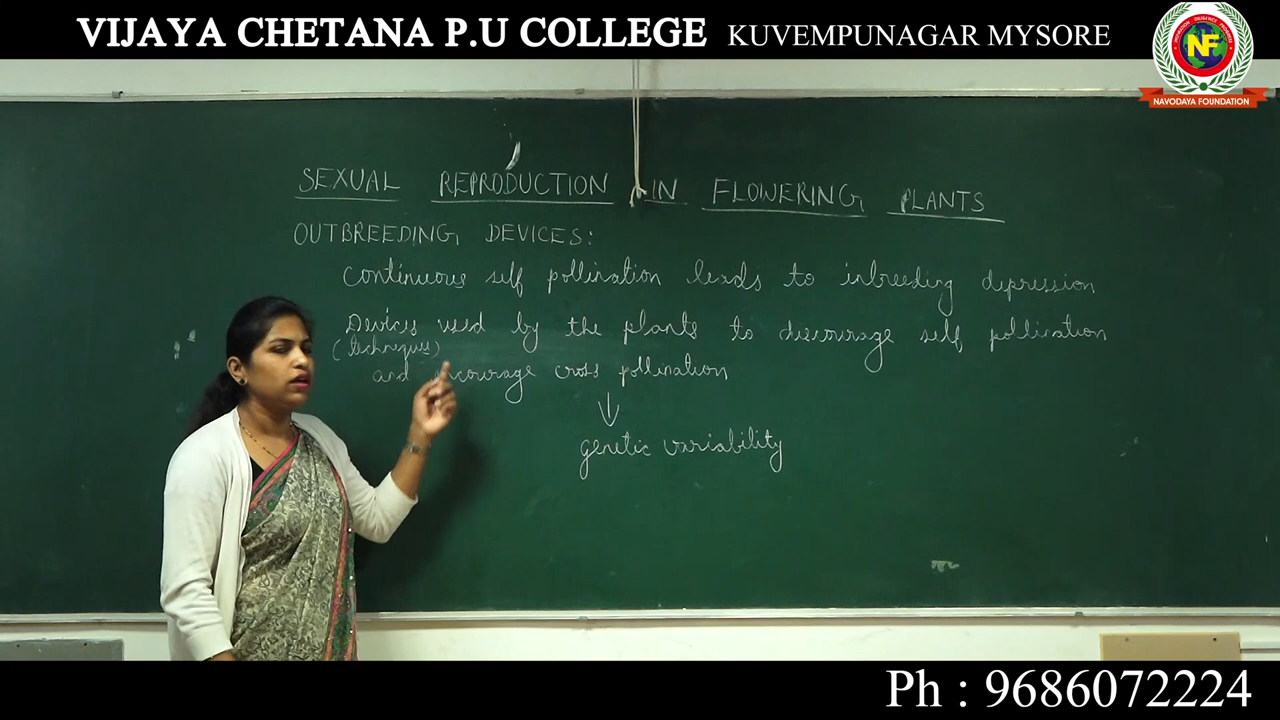 VIJAYA CHETANA P.U COLLEGE KUVEMPUNAGAR MYSORE
NF
NAVODAYA FOUNDATION
SEXUAL REPRODUCTION IN FLOWERING PLANTS
OUTBREEDING DEVICES:
Continuous self pollination leads to inbreeding depression
Devices used by the plants to discourage self pollination
(techniques)
and encourage cross pollination
genetic variability
Ph : 9686072224